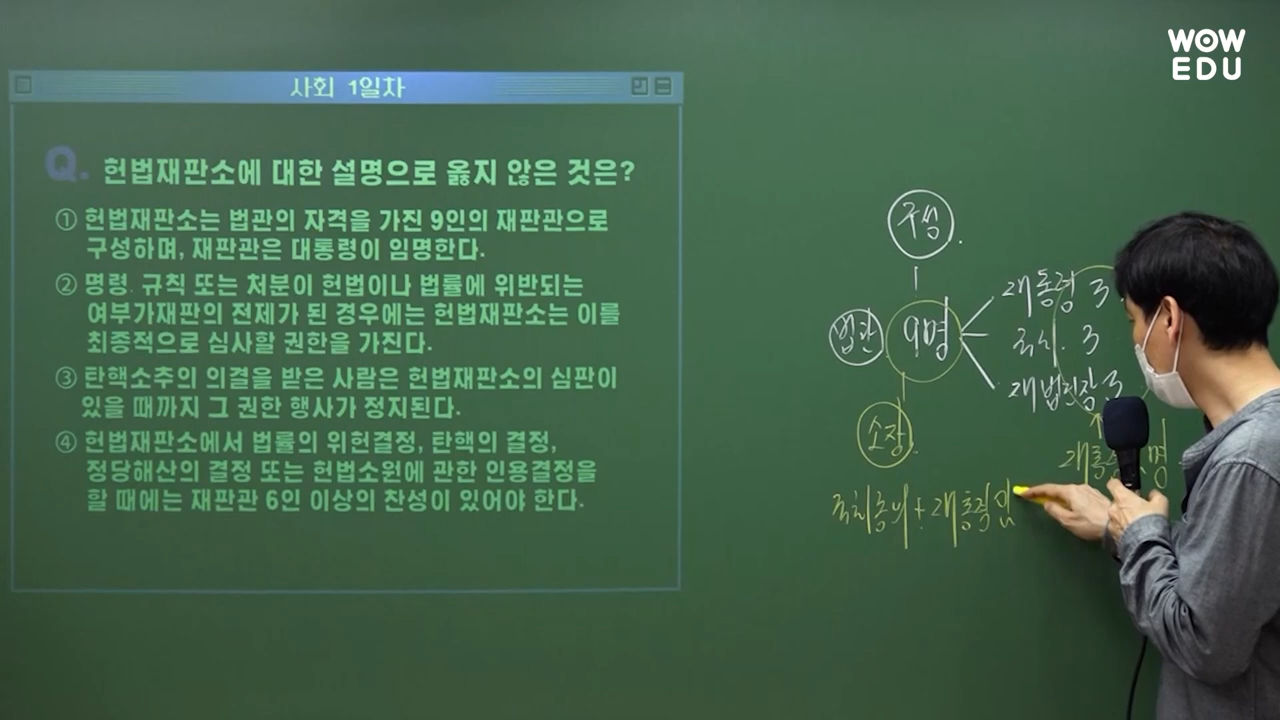 WOW
EDU
사회 1일차
Q. 헌법재판소에 대한 설명으로 옳지 않은 것은?
① 헌법재판소는 법관의 자격을 가진 9인의 재판관으로
구성하며, 재판관은 대통령이 임명한다.
② 명령. 규칙 또는 처분이 헌법이나 법률에 위반되는
여부가재판의 전제가 된 경우에는 헌법재판소는 이를
최종적으로 심사할 권한을 가진다.
③ 탄핵소추의 의결을 받은 사람은 헌법재판소의 심판이
있을 때까지 그 권한 행사가 정지된다.
④ 헌법재판소에서 법률의 위헌결정, 탄핵의 결정,
정당해산의 결정 또는 헌법소원에 관한 인용결정을
할 때에는 재판관 6인 이상의 찬성이 있어야 한다.
구성.
대통령 3
법관 9명
3
대법원장 3
소장.